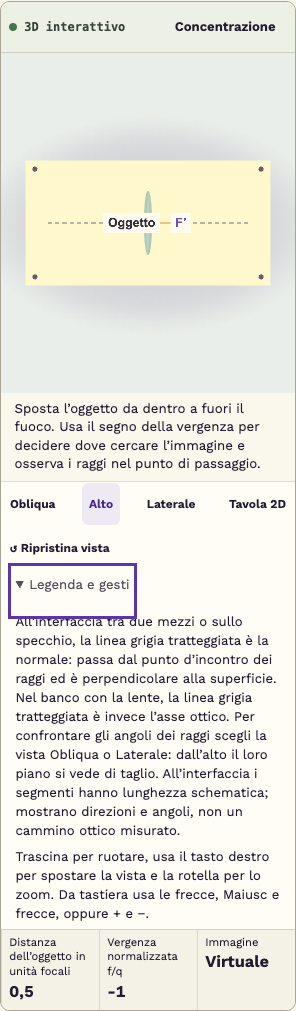 3D interattivo
Concentrazione
Oggetto
F′
Sposta l’oggetto da dentro a fuori il
fuoco. Usa il segno della vergenza per
decidere dove cercare l’immagine e
osserva i raggi nel punto di passaggio.
Obliqua
Alto
Laterale
Tavola 2D
↺ Ripristina vista
▼ Legenda e gesti
All’interfaccia tra due mezzi o sullo
specchio, la linea grigia tratteggiata è la
normale: passa dal punto d’incontro dei
raggi ed è perpendicolare alla superficie.
Nel banco con la lente, la linea grigia
tratteggiata è invece l’asse ottico. Per
confrontare gli angoli dei raggi scegli la
vista Obliqua o Laterale: dall’alto il loro
piano si vede di taglio. All’interfaccia i
segmenti hanno lunghezza schematica;
mostrano direzioni e angoli, non un
cammino ottico misurato.
Trascina per ruotare, usa il tasto destro
per spostare la vista e la rotella per lo
zoom. Da tastiera usa le frecce, Maiusc e
frecce, oppure + e −.
Distanza
dell’oggetto in
unità focali
0,5
Vergenza
normalizzata
f/q
-1
Immagine
Virtuale